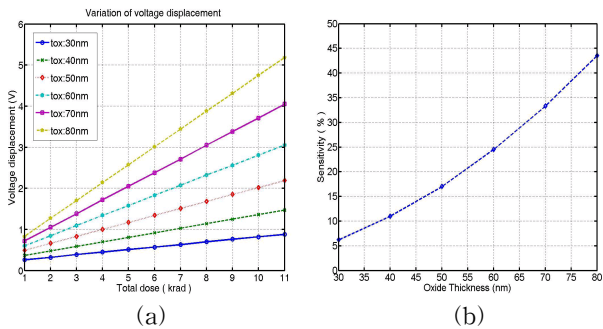 Variation of voltage displacement
Voltage displacement (V)
6
5
4
3
2
1
0
tox:30nm
tox:40nm
tox:50nm
tox:60nm
tox:70nm
tox:80nm
1 2 3 4 5 6 7 8 9 10 11
Total dose ( krad )
(a)
Sensitivity ( % )
50
45
40
35
30
25
20
15
10
5
0
30 35 40 45 50 55 60 65 70 75 80
Oxide Thickness (nm)
(b)